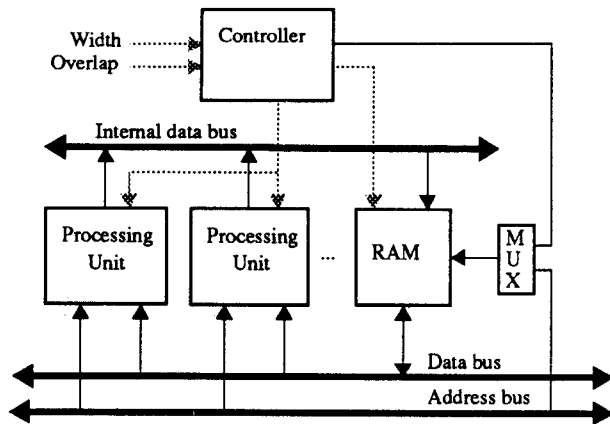 Width
Overlap
Controller
Internal data bus
Processing
Unit
Processing
Unit
...
RAM
M
U
X
Data bus
Address bus